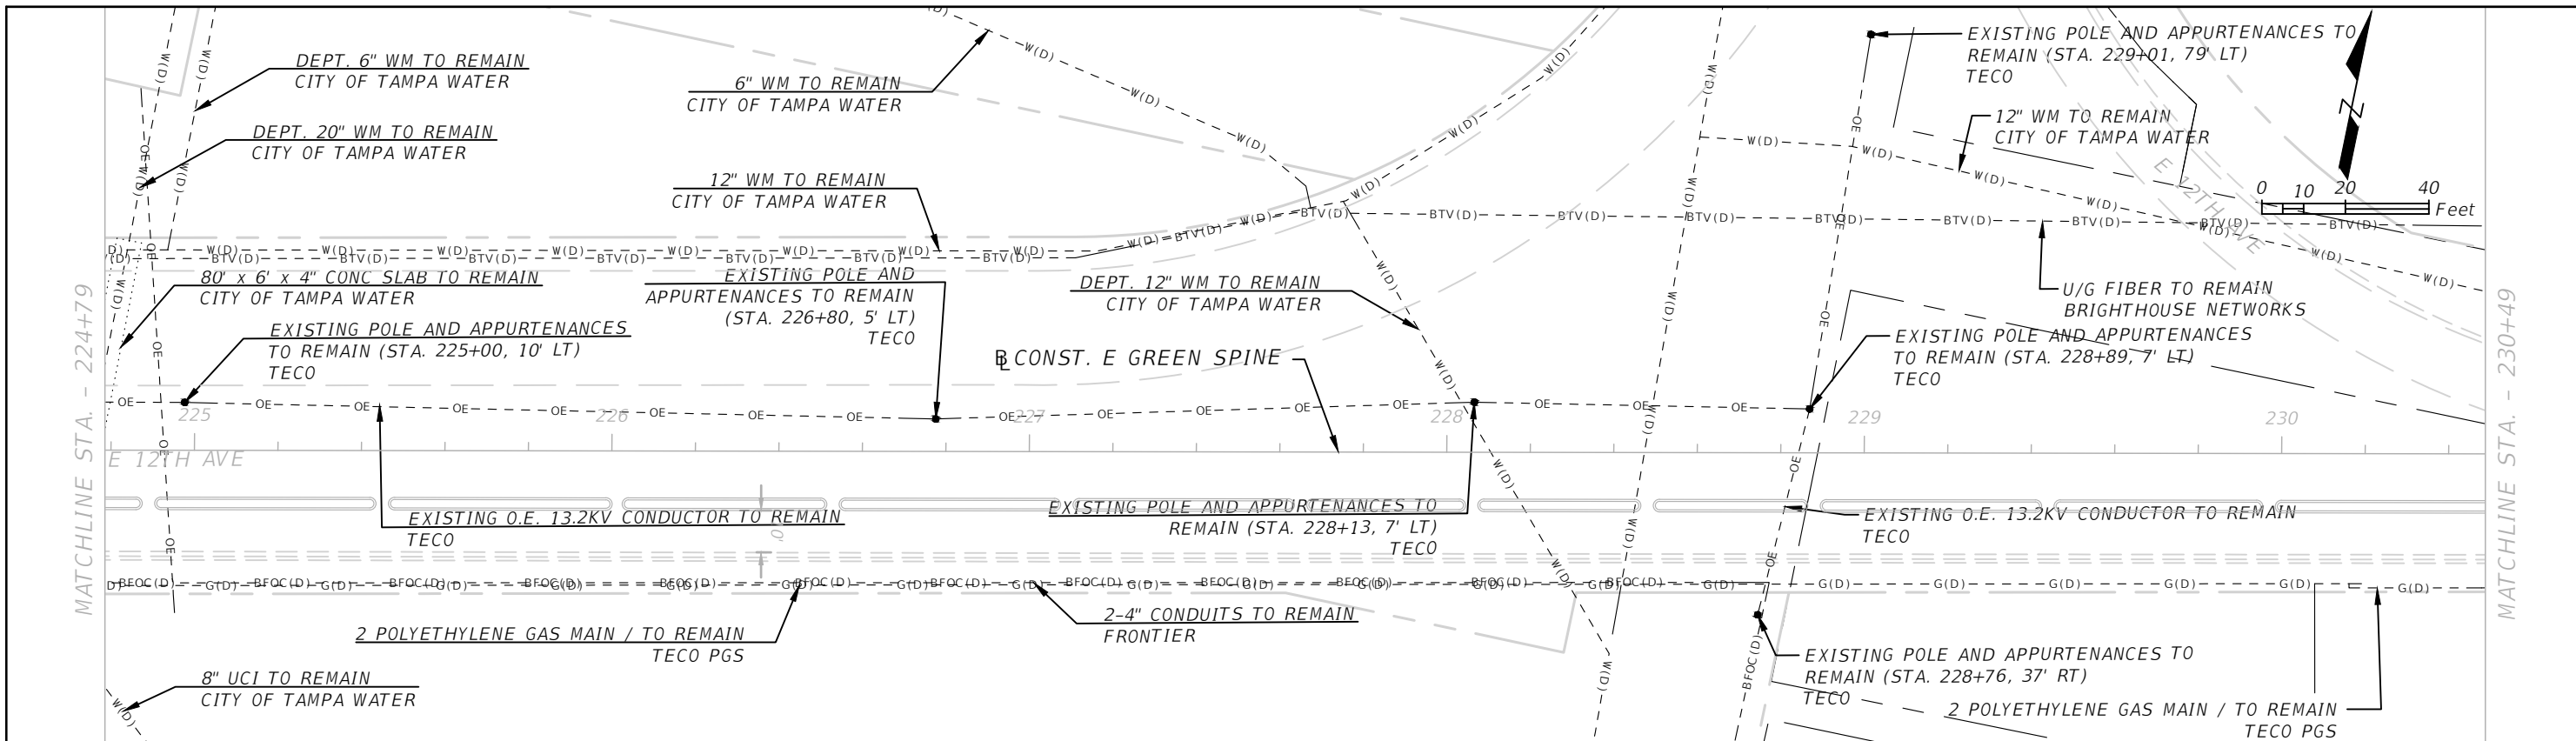 DEPT. 6" WM TO REMAIN
CITY OF TAMPA WATER
DEPT. 20" WM TO REMAIN
CITY OF TAMPA WATER
6" WM TO REMAIN
CITY OF TAMPA WATER
12" WM TO REMAIN
CITY OF TAMPA WATER
EXISTING POLE AND APPURTENANCES TO
REMAIN (STA. 229+01, 79' LT)
TECO
12" WM TO REMAIN
CITY OF TAMPA WATER
E 12TH AVE
0 10 20 40
Feet
N
80' x 6' x 4" CONC SLAB TO REMAIN
CITY OF TAMPA WATER
EXISTING POLE AND
APPURTENANCES TO REMAIN
(STA. 226+80, 5' LT)
TECO
DEPT. 12" WM TO REMAIN
CITY OF TAMPA WATER
U/G FIBER TO REMAIN
BRIGHTHOUSE NETWORKS
EXISTING POLE AND APPURTENANCES
TO REMAIN (STA. 225+00, 10' LT)
TECO
BL CONST. E GREEN SPINE
EXISTING POLE AND APPURTENANCES
TO REMAIN (STA. 228+89, 7' LT)
TECO
MATCHLINE STA. - 224+79
MATCHLINE STA. - 230+49
225 226 227 228 229 230
E 12TH AVE
EXISTING O.E. 13.2KV CONDUCTOR TO REMAIN
TECO
EXISTING POLE AND APPURTENANCES TO
REMAIN (STA. 228+13, 7' LT)
TECO
EXISTING O.E. 13.2KV CONDUCTOR TO REMAIN
TECO
2 POLYETHYLENE GAS MAIN / TO REMAIN
TECO PGS
2-4" CONDUITS TO REMAIN
FRONTIER
EXISTING POLE AND APPURTENANCES TO
REMAIN (STA. 228+76, 37' RT)
TECO
8" UCI TO REMAIN
CITY OF TAMPA WATER
2 POLYETHYLENE GAS MAIN / TO REMAIN
TECO PGS
W(D)
BTV(D)
OE
BFOC(D)
G(D)